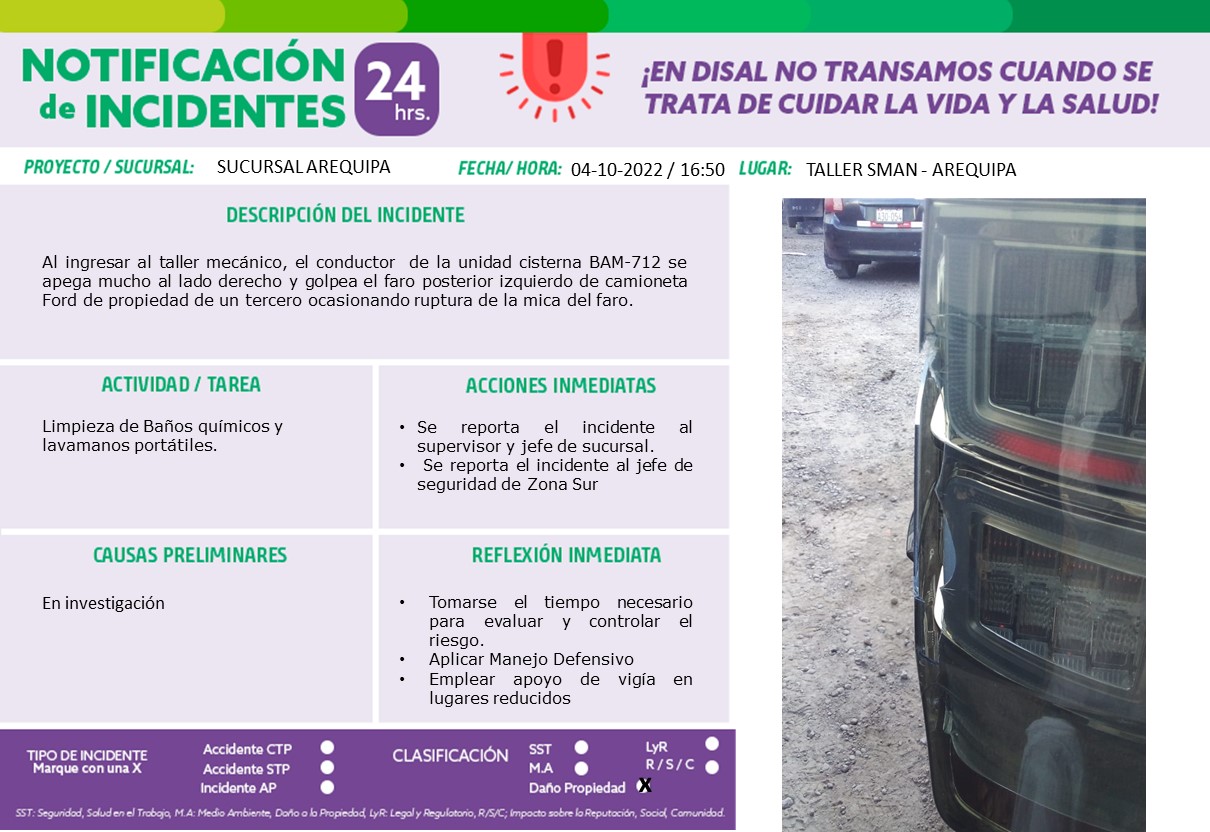 NOTIFICACIÓN
de INCIDENTES
24
hrs.
¡EN DISAL NO TRANSAMOS CUANDO SE
TRATA DE CUIDAR LA VIDA Y LA SALUD!
PROYECTO / SUCURSAL: SUCURSAL AREQUIPA FECHA/ HORA: 04-10-2022 / 16:50 LUGAR: TALLER SMAN - AREQUIPA
DESCRIPCIÓN DEL INCIDENTE
Al ingresar al taller mecánico, el conductor de la unidad cisterna BAM-712 se
apega mucho al lado derecho y golpea el faro posterior izquierdo de camioneta
Ford de propiedad de un tercero ocasionando ruptura de la mica del faro.
ACTIVIDAD / TAREA
Limpieza de Baños químicos y
lavamanos portátiles.
ACCIONES INMEDIATAS
• Se reporta el incidente al
supervisor y jefe de sucursal.
• Se reporta el incidente al jefe de
seguridad de Zona Sur
CAUSAS PRELIMINARES
En investigación
REFLEXIÓN INMEDIATA
• Tomarse el tiempo necesario
para evaluar y controlar el
riesgo.
• Aplicar Manejo Defensivo
• Emplear apoyo de vigía en
lugares reducidos
TIPO DE INCIDENTE
Marque con una X
Accidente CTP
Accidente STP
Incidente AP
CLASIFICACIÓN
SST
M.A
Daño Propiedad X
LyR
R / S / C
SST: Seguridad, Salud en el Trabajo, M.A: Medio Ambiente, Daño a la Propiedad, LyR: Legal y Regulatorio, R/S/C; Impacto sobre la Reputación, Social, Comunidad.